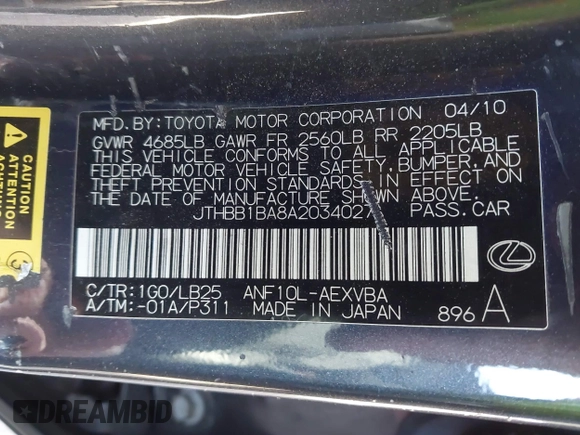 MFD. BY: TOYOTA MOTOR CORPORATION 04/10
GVWR 4685LB GAWR FR 2560LB RR 2205LB
THIS VEHICLE CONFORMS TO ALL APPLICABLE
FEDERAL MOTOR VEHICLE SAFETY, BUMPER, AND
THEFT PREVENTION STANDARDS IN EFFECT ON
THE DATE OF MANUFACTURE SHOWN ABOVE.
JTHBB1BA8A2034027 PASS. CAR
C/TR: 1G0/LB25 ANF10L-AEXVBA
A/TM: -01A/P311 MADE IN JAPAN 896 A
DREAMBID